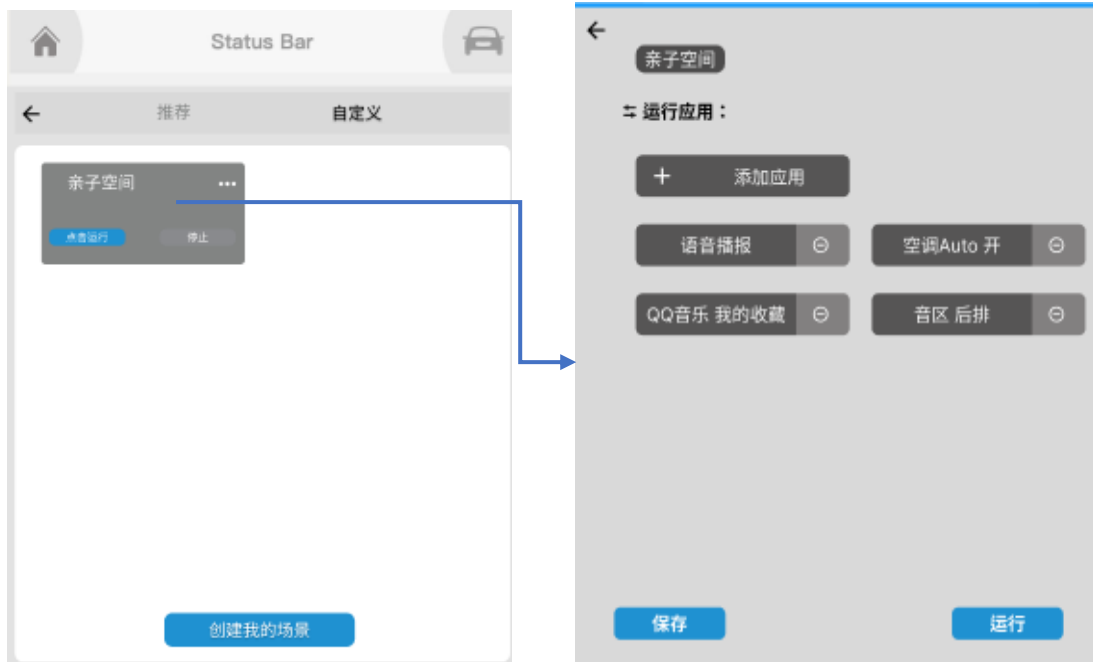 Status Bar
推荐
自定义
亲子空间
点击运行
停止
创建我的场景
亲子空间
运行应用：
添加应用
语音播报
空调Auto 开
QQ音乐 我的收藏
音区 后排
保存
运行